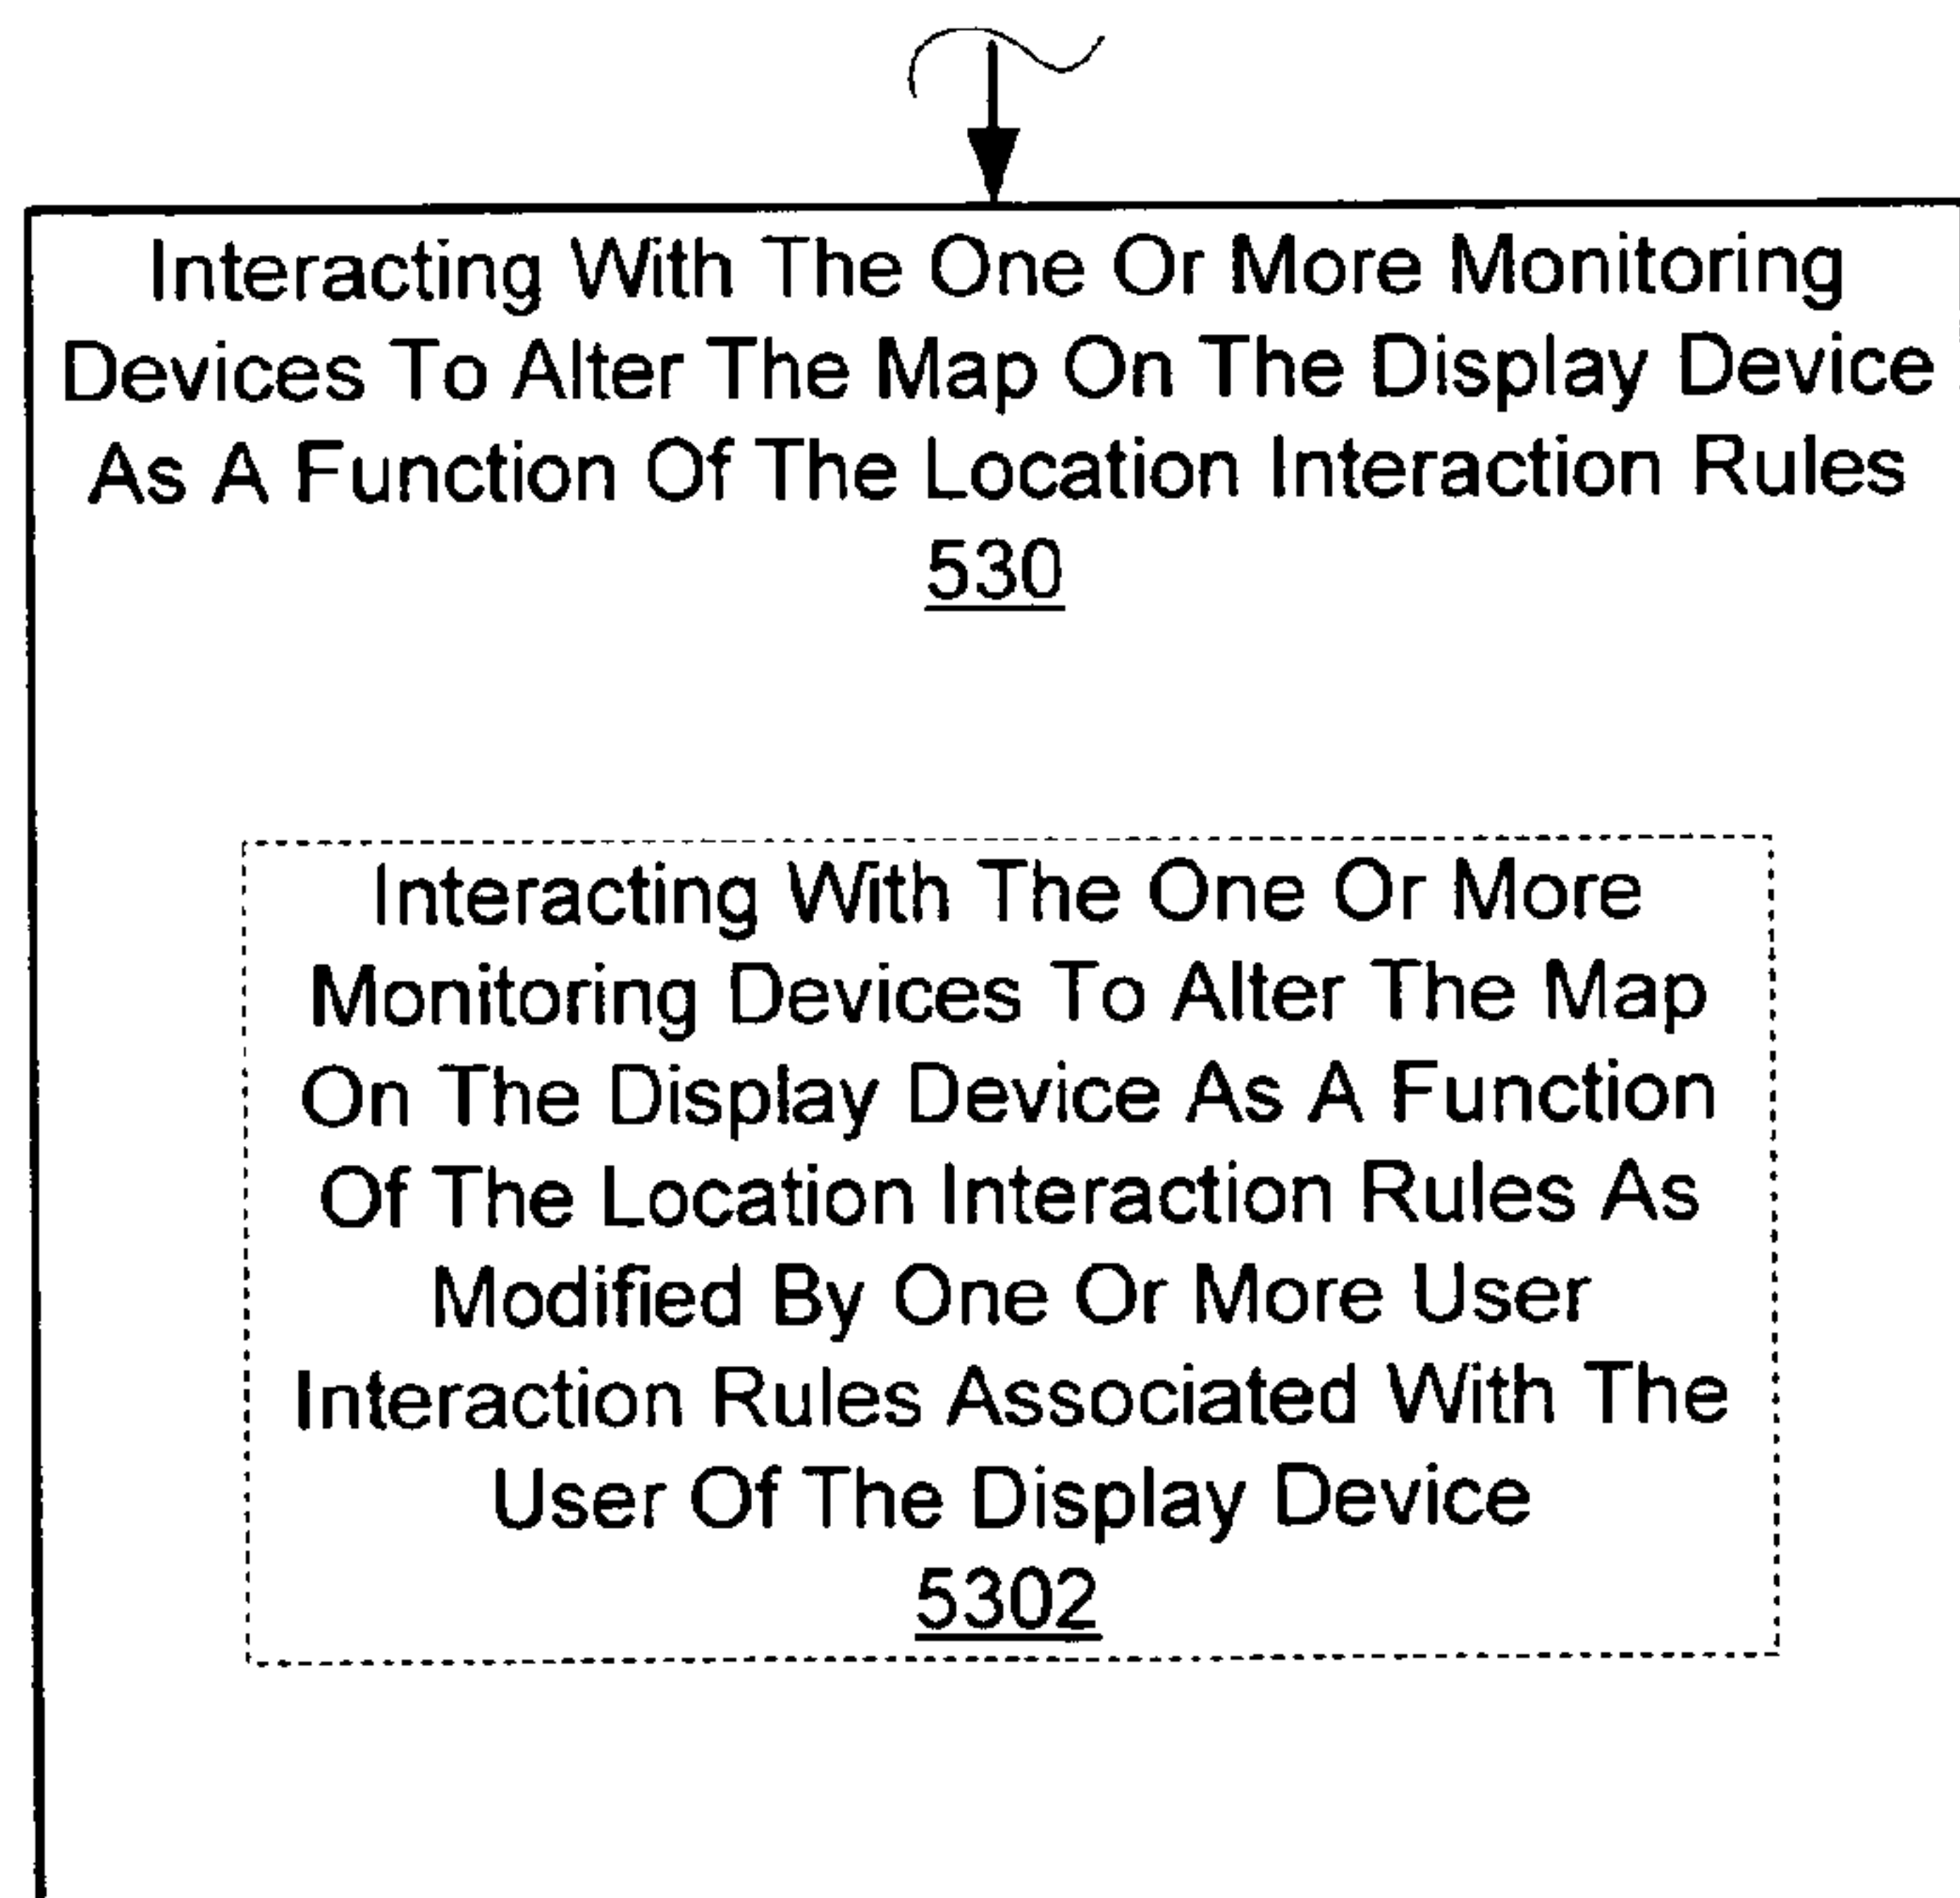 Interacting With The One Or More Monitoring
Devices To Alter The Map On The Display Device
As A Function Of The Location Interaction Rules
530
Interacting With The One Or More
Monitoring Devices To Alter The Map
On The Display Device As A Function
Of The Location Interaction Rules As
Modified By One Or More User
Interaction Rules Associated With The
User Of The Display Device
5302